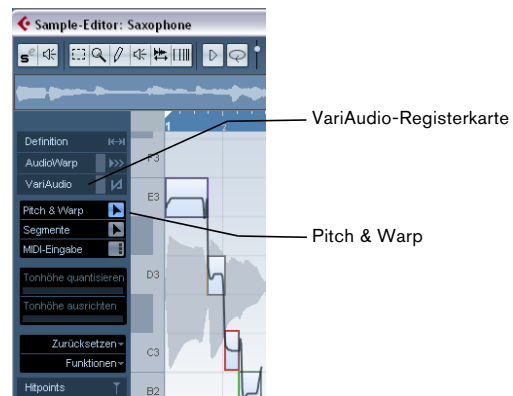 Sample-Editor: Saxophone
1 2
Definition
AudioWarp
VariAudio
Pitch & Warp
Segmente
MIDI-Eingabe
Tonhöhe quantisieren
Tonhöhe ausrichten
Zurücksetzen
Funktionen
Hitpoints
F3
E3
D3
C3
B2
VariAudio-Registerkarte
Pitch & Warp